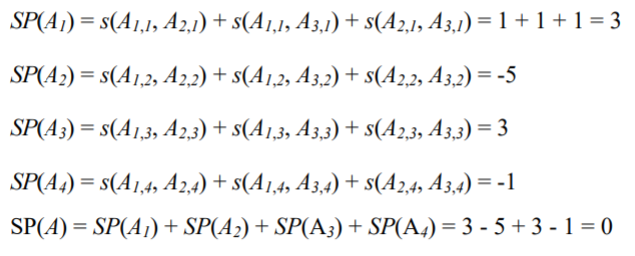 SP(A₁) = s(A₁,₁, A₂,₁) + s(A₁,₁, A₃,₁) + s(A₂,₁, A₃,₁) = 1 + 1 + 1 = 3
SP(A₂) = s(A₁,₂, A₂,₂) + s(A₁,₂, A₃,₂) + s(A₂,₂, A₃,₂) = -5
SP(A₃) = s(A₁,₃, A₂,₃) + s(A₁,₃, A₃,₃) + s(A₂,₃, A₃,₃) = 3
SP(A₄) = s(A₁,₄, A₂,₄) + s(A₁,₄, A₃,₄) + s(A₂,₄, A₃,₄) = -1
SP(A) = SP(A₁) + SP(A₂) + SP(A₃) + SP(A₄) = 3 - 5 + 3 - 1 = 0